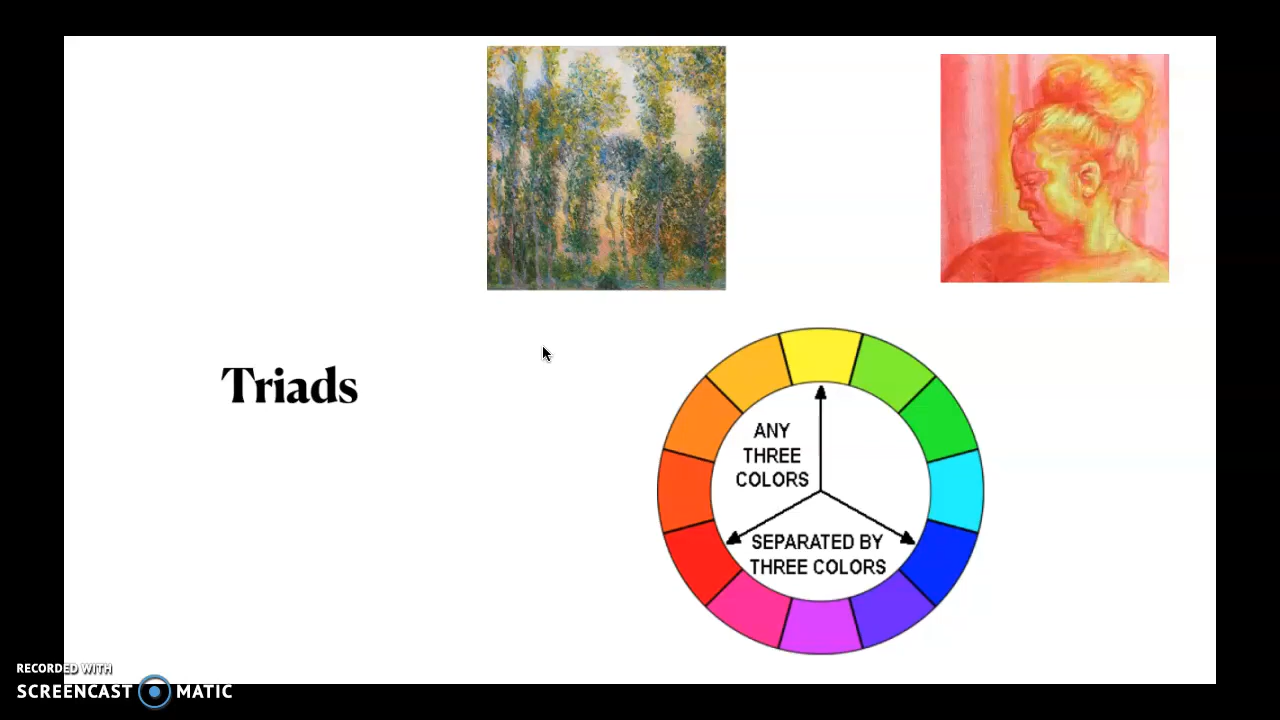 Triads
ANY
THREE
COLORS
SEPARATED BY
THREE COLORS
RECORDED WITH
SCREENCAST MATIC